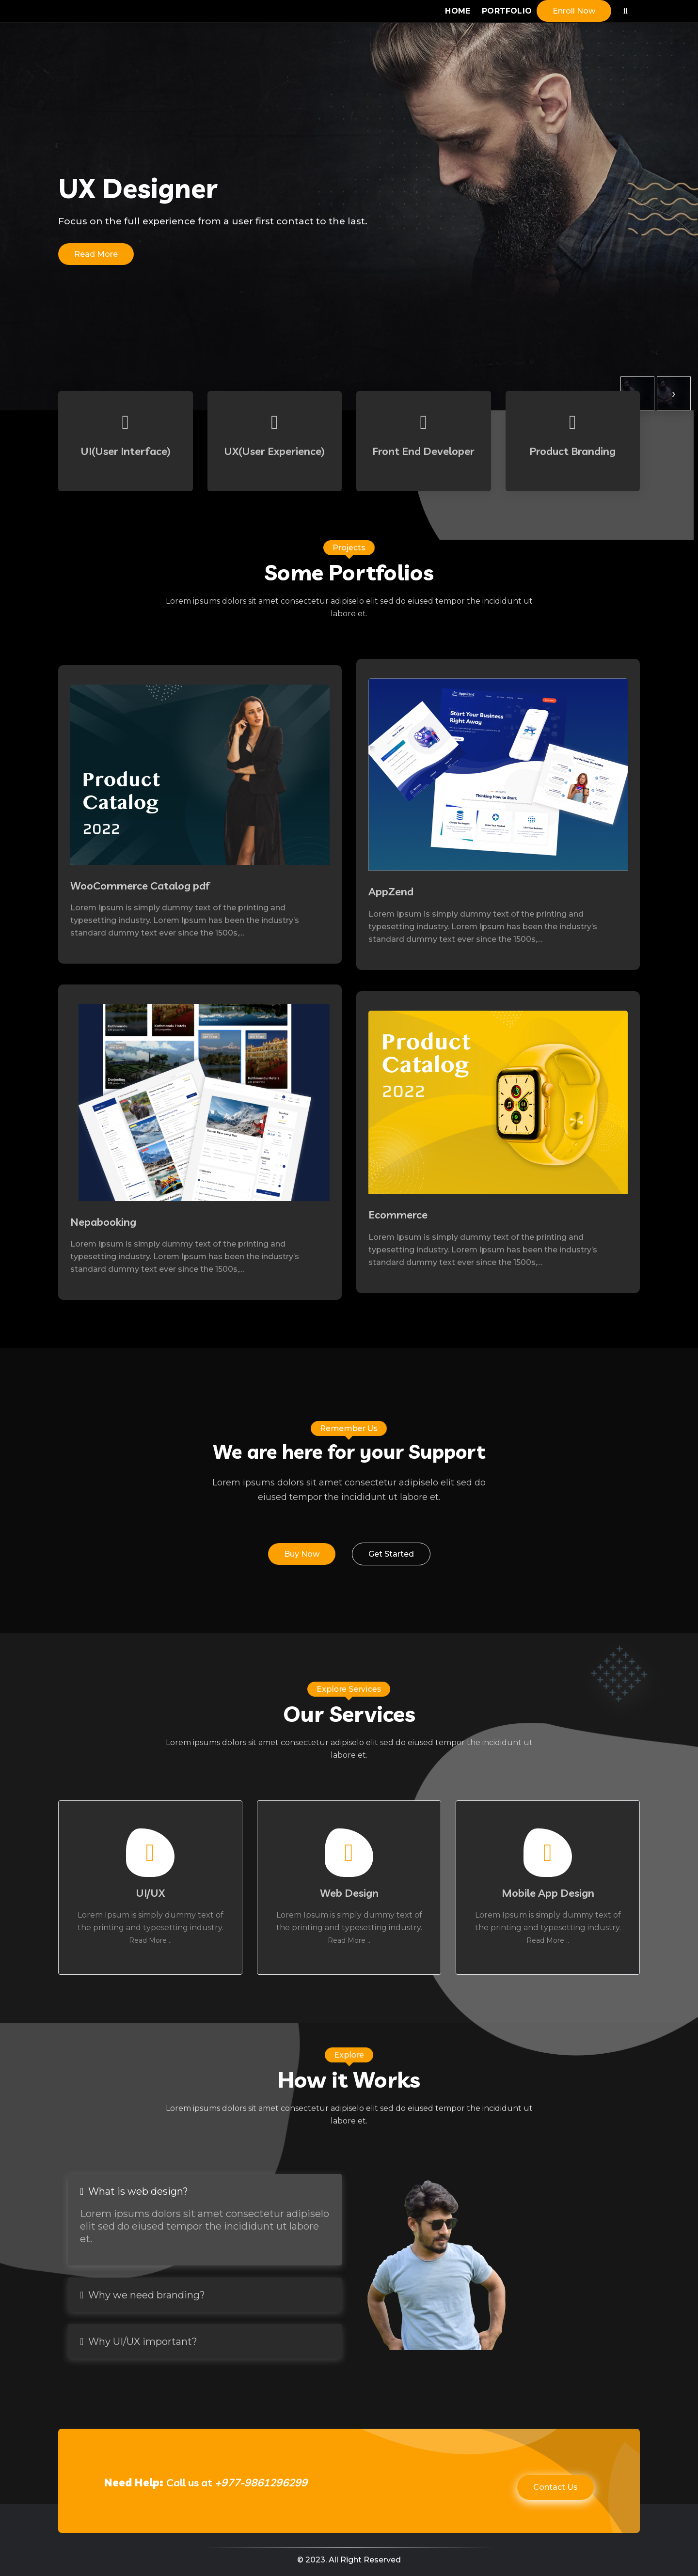 HOME PORTFOLIO Enroll Now
UX Designer
Focus on the full experience from a user first contact to the last.
Read More
UI(User Interface)
UX(User Experience)
Front End Developer
Product Branding
Projects
Some Portfolios
Lorem ipsums dolors sit amet consectetur adipiselo elit sed do eiused tempor the incididunt ut
labore et.
Product
Catalog
2022
WooCommerce Catalog pdf
Lorem Ipsum is simply dummy text of the printing and
typesetting industry. Lorem Ipsum has been the industry's
standard dummy text ever since the 1500s,...
Start Your Business
Right Away
AppZend
Lorem Ipsum is simply dummy text of the printing and
typesetting industry. Lorem Ipsum has been the industry's
standard dummy text ever since the 1500s,...
Nepabooking
Lorem Ipsum is simply dummy text of the printing and
typesetting industry. Lorem Ipsum has been the industry's
standard dummy text ever since the 1500s,...
Product
Catalog
2022
Ecommerce
Lorem Ipsum is simply dummy text of the printing and
typesetting industry. Lorem Ipsum has been the industry's
standard dummy text ever since the 1500s,...
Remember Us
We are here for your Support
Lorem ipsums dolors sit amet consectetur adipiselo elit sed do
eiused tempor the incididunt ut labore et.
Buy Now
Get Started
Explore Services
Our Services
Lorem ipsums dolors sit amet consectetur adipiselo elit sed do eiused tempor the incididunt ut
labore et.
UI/UX
Lorem Ipsum is simply dummy text of
the printing and typesetting industry.
Read More ..
Web Design
Lorem Ipsum is simply dummy text of
the printing and typesetting industry.
Read More ..
Mobile App Design
Lorem Ipsum is simply dummy text of
the printing and typesetting industry.
Read More ..
Explore
How it Works
Lorem ipsums dolors sit amet consectetur adipiselo elit sed do eiused tempor the incididunt ut
labore et.
What is web design?
Lorem ipsums dolors sit amet consectetur adipiselo
elit sed do eiused tempor the incididunt ut labore
et.
Why we need branding?
Why UI/UX important?
Need Help: Call us at +977-9861296299
Contact Us
© 2023. All Right Reserved